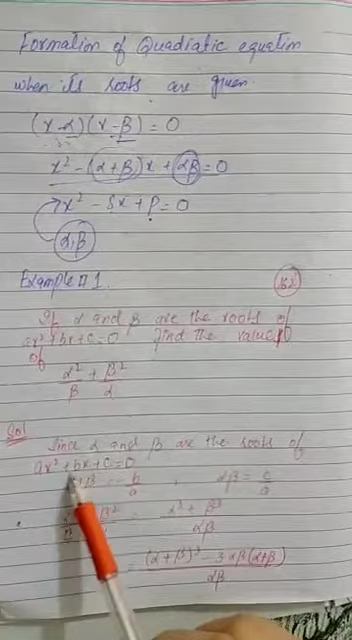 Formation of Quadratic equation
when its roots are given.
(x-α)(x-β)=0
x² - (α+β)x + αβ = 0
x² - Sx + P = 0
α,β
Example # 1.
If α and β are the roots of
ax²+bx+c=0 find the values
of
α²/β + β²/α
Sol
Since α and β are the roots of
ax²+bx+c=0
β = -b/a , αβ = c/a
β² = α³+β³/αβ
= (α+β)³ - 3αβ(α+β)/αβ